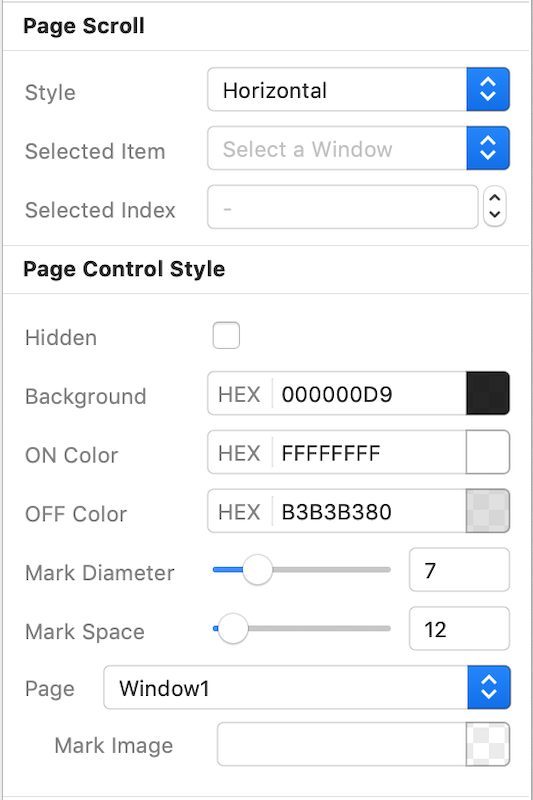 Page Scroll
Style Horizontal
Selected Item Select a Window
Selected Index -
Page Control Style
Hidden
Background HEX 000000D9
ON Color HEX FFFFFFFF
OFF Color HEX B3B3B380
Mark Diameter 7
Mark Space 12
Page Window1
Mark Image